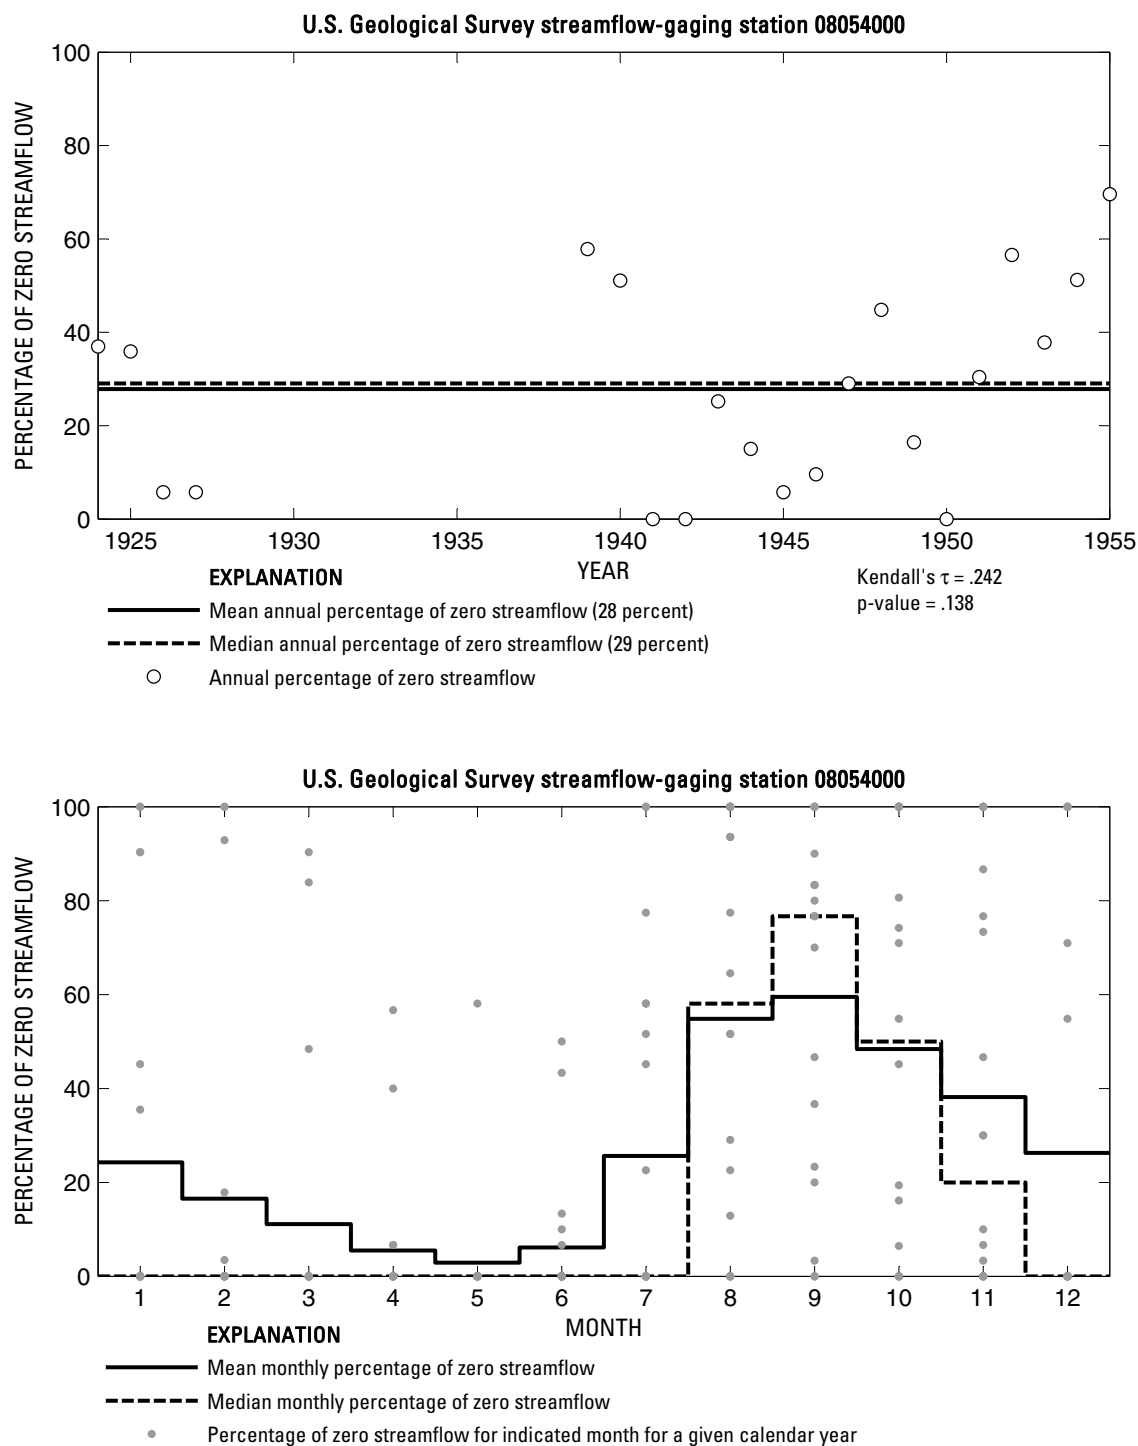 U.S. Geological Survey streamflow-gaging station 08054000
100
80
60
40
20
0
PERCENTAGE OF ZERO STREAMFLOW
1925 1930 1935 1940 1945 1950 1955
YEAR
Kendall's τ = .242
p-value = .138
EXPLANATION
Mean annual percentage of zero streamflow (28 percent)
Median annual percentage of zero streamflow (29 percent)
Annual percentage of zero streamflow
U.S. Geological Survey streamflow-gaging station 08054000
100
80
60
40
20
0
PERCENTAGE OF ZERO STREAMFLOW
1 2 3 4 5 6 7 8 9 10 11 12
MONTH
EXPLANATION
Mean monthly percentage of zero streamflow
Median monthly percentage of zero streamflow
Percentage of zero streamflow for indicated month for a given calendar year